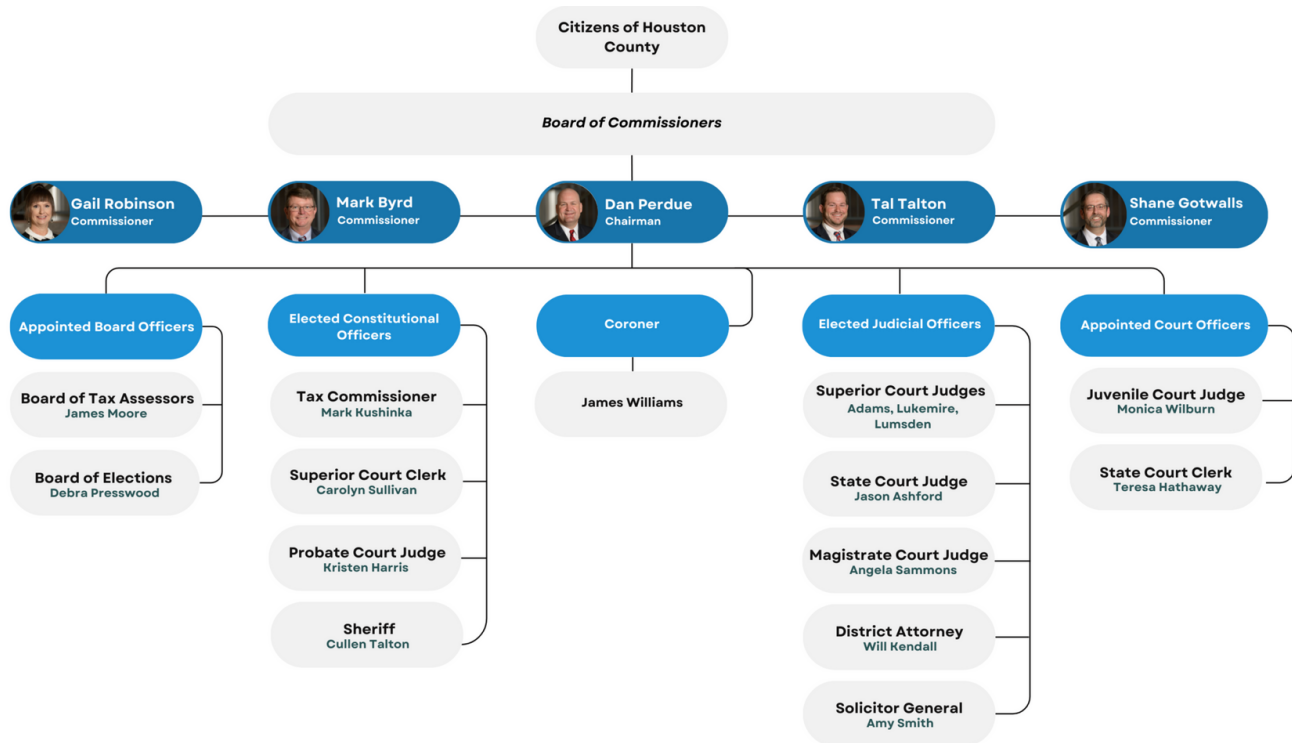 Citizens of Houston
County
Board of Commissioners
Gail Robinson
Commissioner
Mark Byrd
Commissioner
Dan Perdue
Chairman
Tal Talton
Commissioner
Shane Gotwalls
Commissioner
Appointed Board Officers
Board of Tax Assessors
James Moore
Board of Elections
Debra Presswood
Elected Constitutional
Officers
Tax Commissioner
Mark Kushinka
Superior Court Clerk
Carolyn Sullivan
Probate Court Judge
Kristen Harris
Sheriff
Cullen Talton
Coroner
James Williams
Elected Judicial Officers
Superior Court Judges
Adams, Lukemire,
Lumsden
State Court Judge
Jason Ashford
Magistrate Court Judge
Angela Sammons
District Attorney
Will Kendall
Solicitor General
Amy Smith
Appointed Court Officers
Juvenile Court Judge
Monica Wilburn
State Court Clerk
Teresa Hathaway